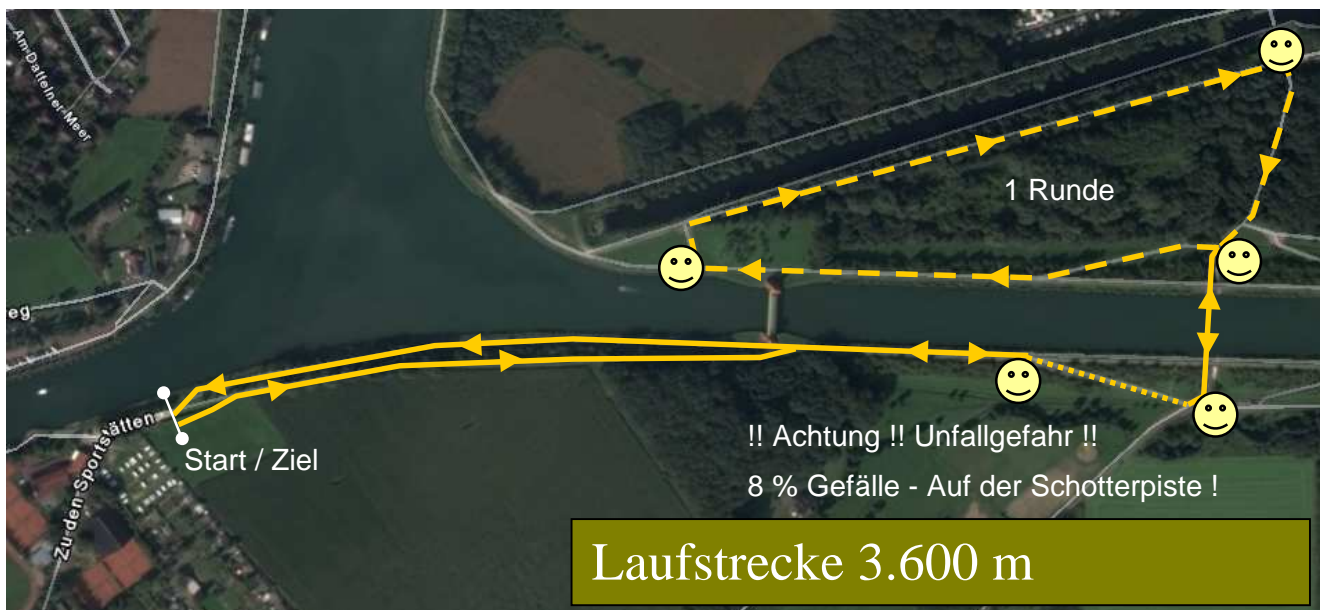 Am-Dattelner-Meer
1 Runde
eg
Zu den Sportstätten
Start / Ziel
!! Achtung !! Unfallgefahr !!
8 % Gefälle - Auf der Schotterpiste !
Laufstrecke 3.600 m